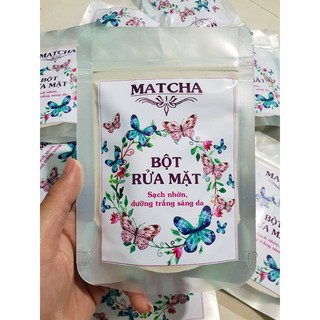 MATCHA
BỘT
RỬA MẶT
Sạch nhờn,
dưỡng trắng sáng da